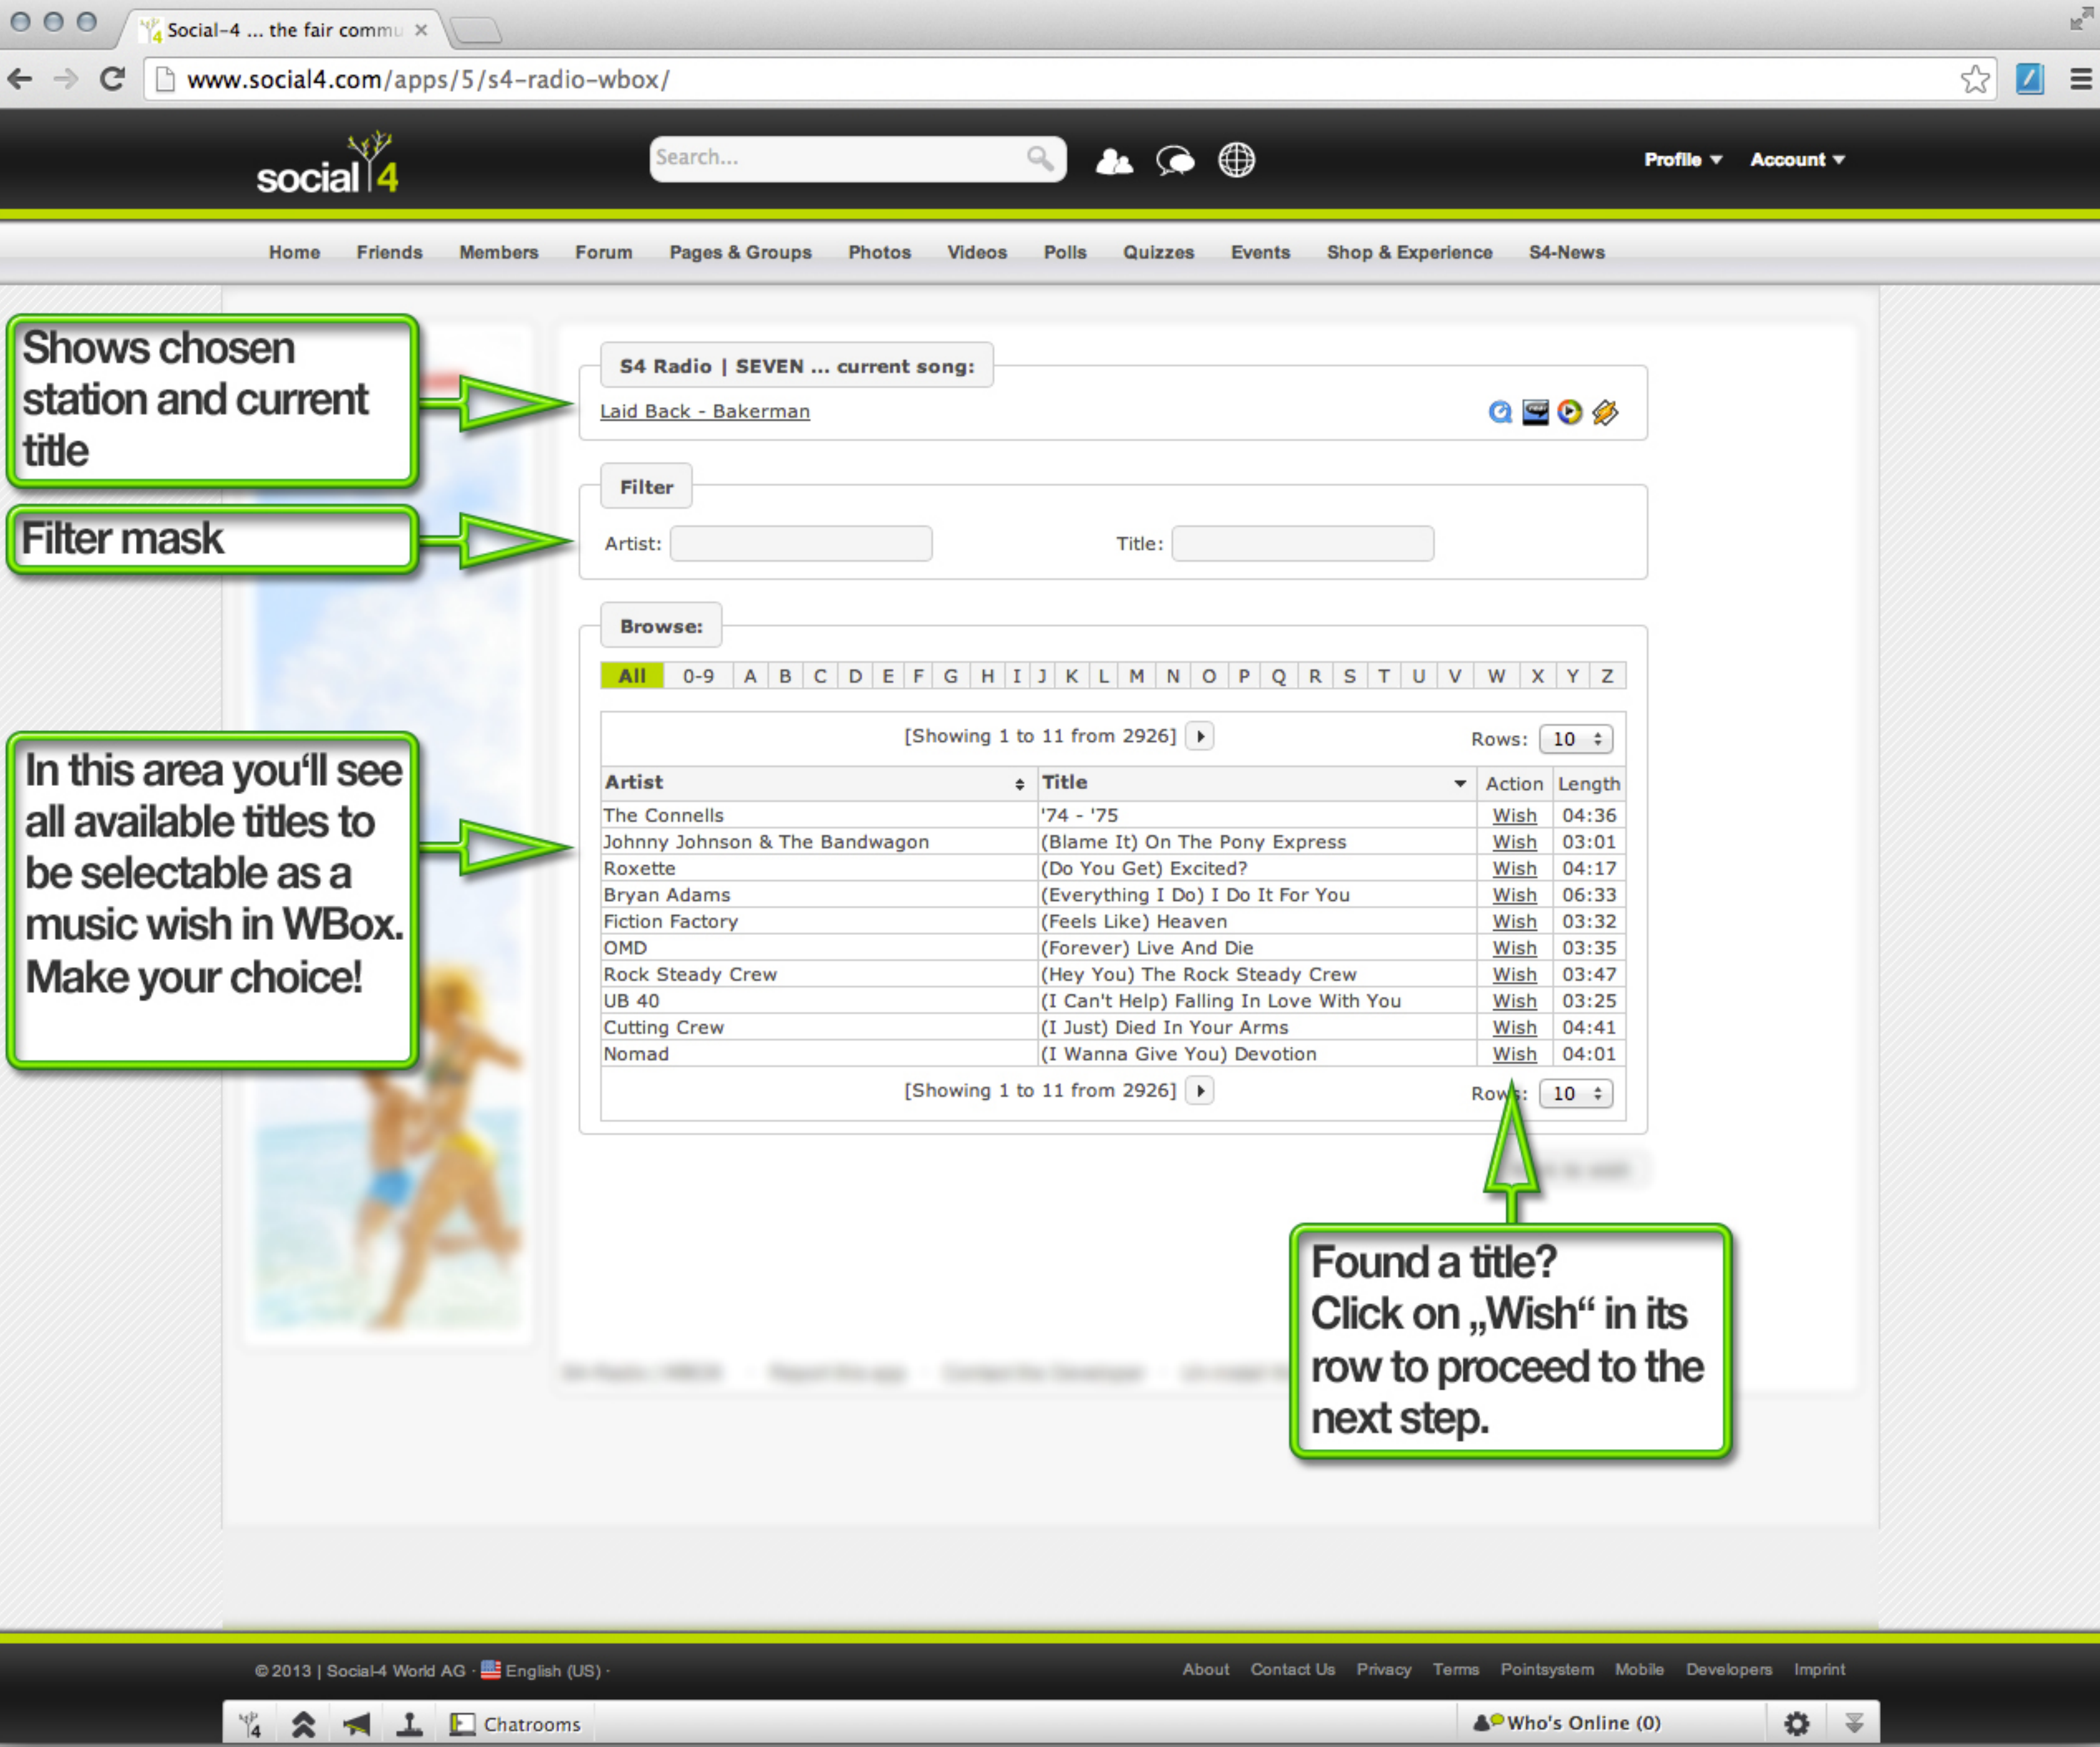 Social-4 ... the fair commu
www.social4.com/apps/5/s4-radio-wbox/
social 4
Search...
Profile
Account
Home Friends Members Forum Pages & Groups Photos Videos Polls Quizzes Events Shop & Experience S4-News
Shows chosen
station and current
title
S4 Radio | SEVEN ... current song:
Laid Back - Bakerman
Filter mask
Filter
Artist:
Title:
Browse:
All 0-9 A B C D E F G H I J K L M N O P Q R S T U V W X Y Z
In this area you‘ll see
all available titles to
be selectable as a
music wish in WBox.
Make your choice!
[Showing 1 to 11 from 2926]
Rows: 10
Artist Title Action Length
The Connells '74 - '75 Wish 04:36
Johnny Johnson & The Bandwagon (Blame It) On The Pony Express Wish 03:01
Roxette (Do You Get) Excited? Wish 04:17
Bryan Adams (Everything I Do) I Do It For You Wish 06:33
Fiction Factory (Feels Like) Heaven Wish 03:32
OMD (Forever) Live And Die Wish 03:35
Rock Steady Crew (Hey You) The Rock Steady Crew Wish 03:47
UB 40 (I Can't Help) Falling In Love With You Wish 03:25
Cutting Crew (I Just) Died In Your Arms Wish 04:41
Nomad (I Wanna Give You) Devotion Wish 04:01
[Showing 1 to 11 from 2926]
Rows: 10
Found a title?
Click on „Wish“ in its
row to proceed to the
next step.
© 2013 | Social-4 World AG · English (US) ·
About Contact Us Privacy Terms Pointsystem Mobile Developers Imprint
4
Chatrooms
Who's Online (0)